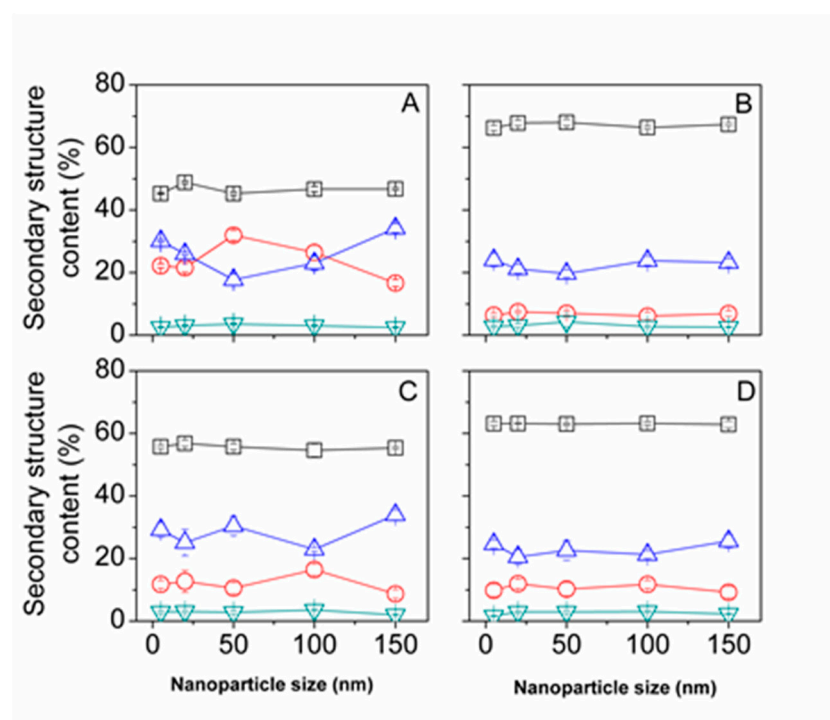 Secondary structure
content (%)
80
60
40
20
0
A
B
Secondary structure
content (%)
80
60
40
20
0
C
D
0 50 100 150
0 50 100 150
Nanoparticle size (nm)
Nanoparticle size (nm)